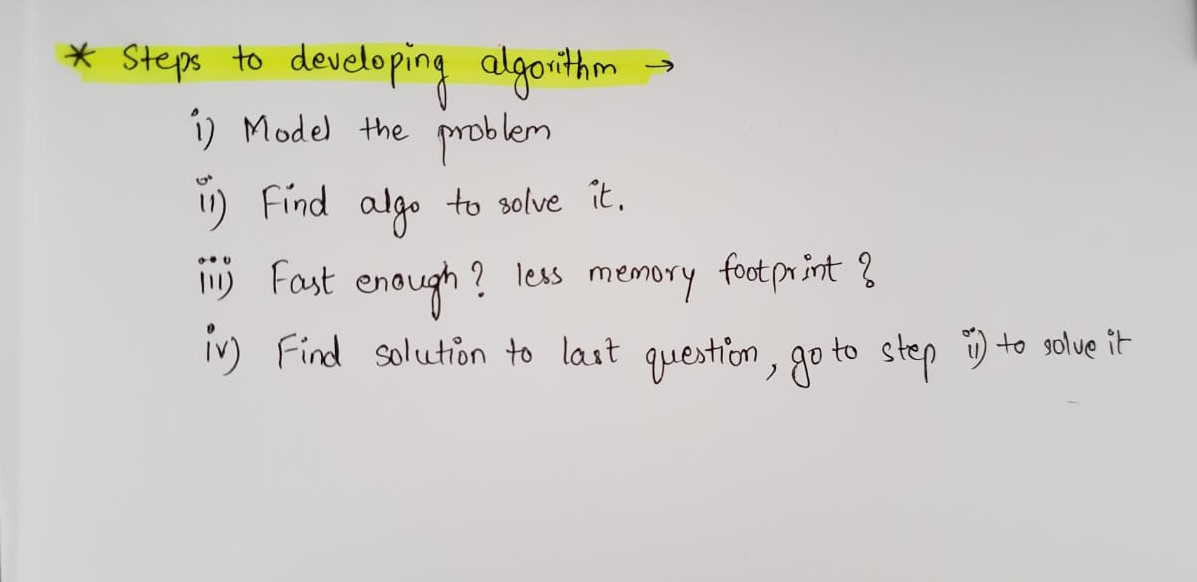 * Steps to developing algorithm →
i) Model the problem
ii) Find algo to solve it.
iii) Fast enough? less memory footprint?
iv) Find solution to last question, go to step ii) to solve it